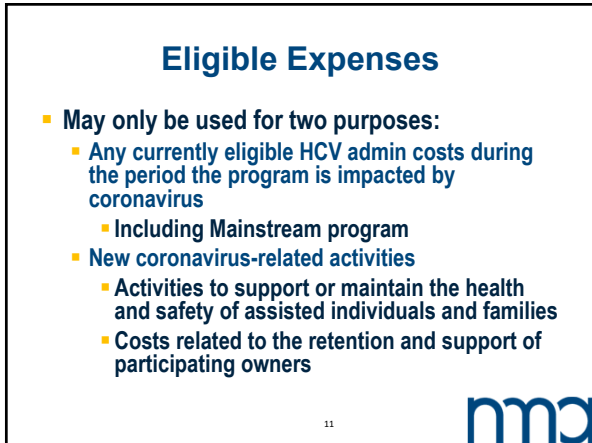 Eligible Expenses
May only be used for two purposes:
Any currently eligible HCV admin costs during
the period the program is impacted by
coronavirus
Including Mainstream program
New coronavirus-related activities
Activities to support or maintain the health
and safety of assisted individuals and families
Costs related to the retention and support of
participating owners
11
nma